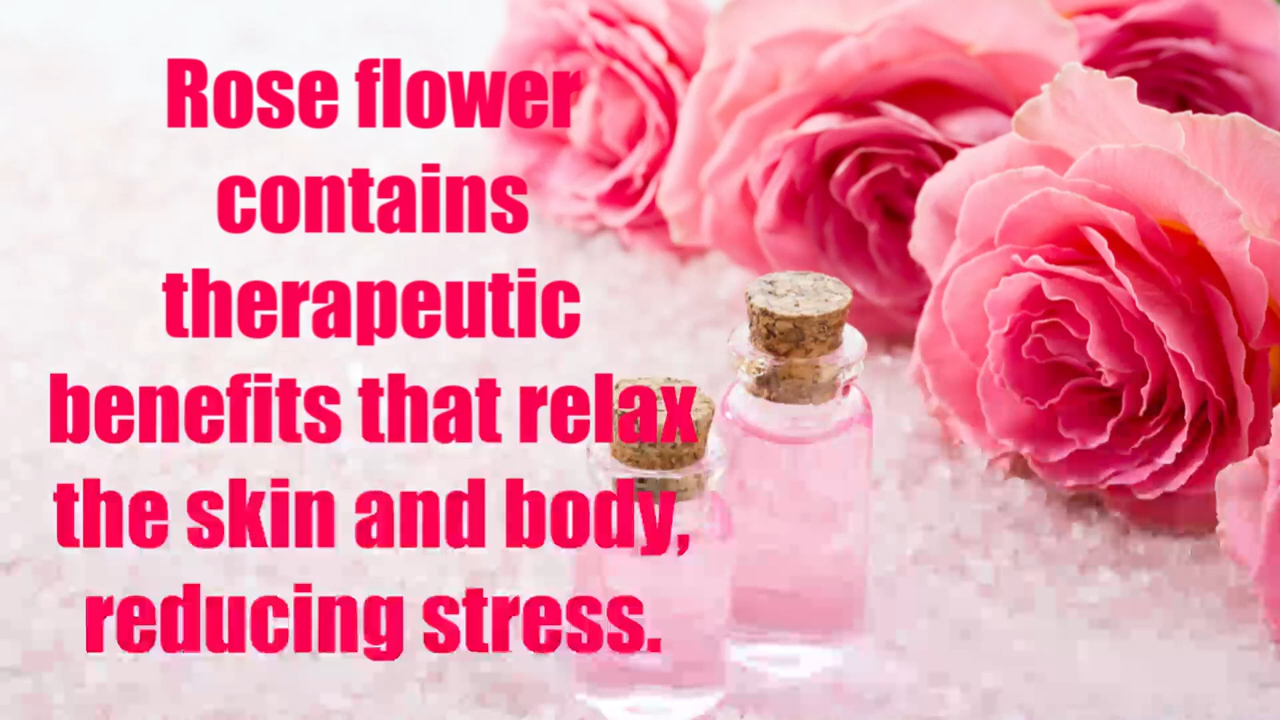 Rose flower
contains
therapeutic
benefits that relax
the skin and body,
reducing stress.